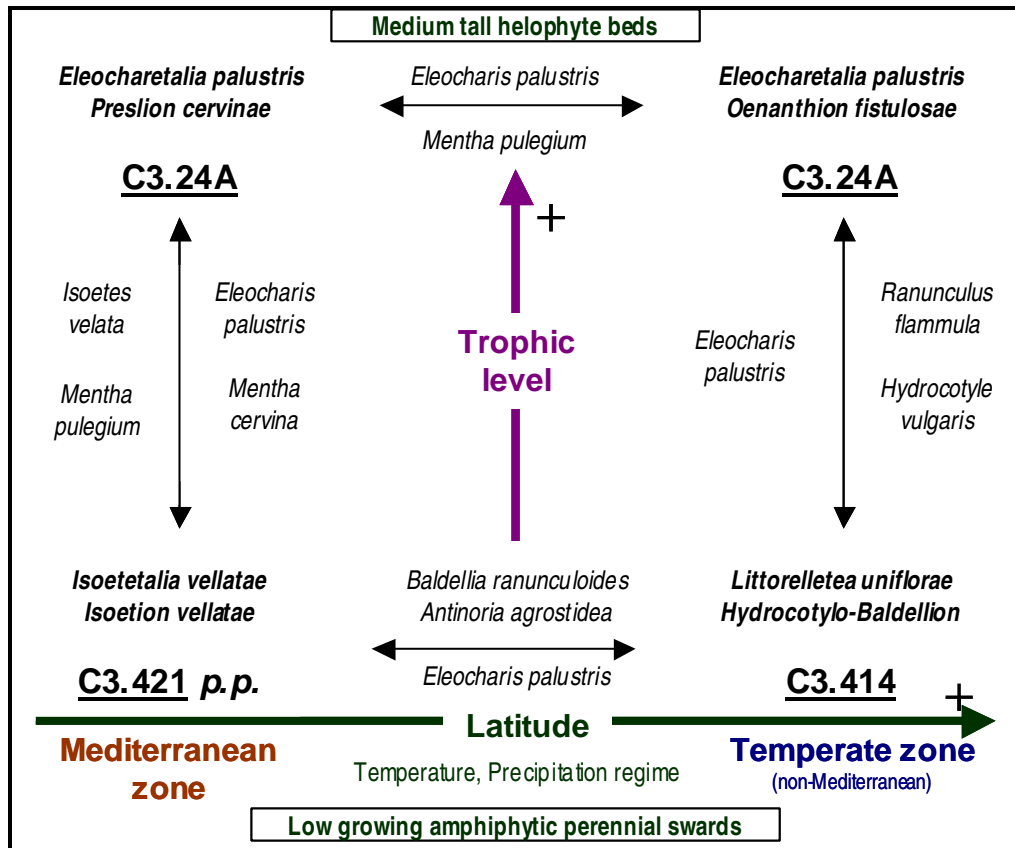 Medium tall helophyte beds
Eleocharetalia palustris
Preslion cervinae
C3.24A
Eleocharis palustris
Mentha pulegium
Eleocharetalia palustris
Oenanthion fistulosae
C3.24A
+
Isoetes
velata
Mentha
pulegium
Eleocharis
palustris
Mentha
cervina
Trophic
level
Eleocharis
palustris
Ranunculus
flammula
Hydrocotyle
vulgaris
Isoetetalia vellatae
Isoetion vellatae
C3.421 p.p.
Baldellia ranunculoides
Antinoria agrostidea
Eleocharis palustris
Littorelletea uniflorae
Hydrocotylo-Baldellion
C3.414
+
Latitude
Mediterranean
zone
Temperature, Precipitation regime
Temperate zone
(non-Mediterranean)
Low growing amphiphytic perennial swards